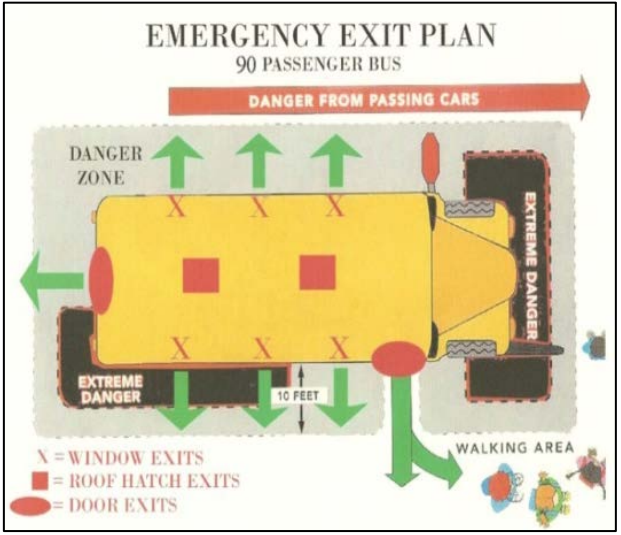 EMERGENCY EXIT PLAN
90 PASSENGER BUS
DANGER FROM PASSING CARS
DANGER
ZONE
X X X
EXTREME DANGER
X X X
EXTREME
DANGER
10 FEET
WALKING AREA
X = WINDOW EXITS
= ROOF HATCH EXITS
= DOOR EXITS